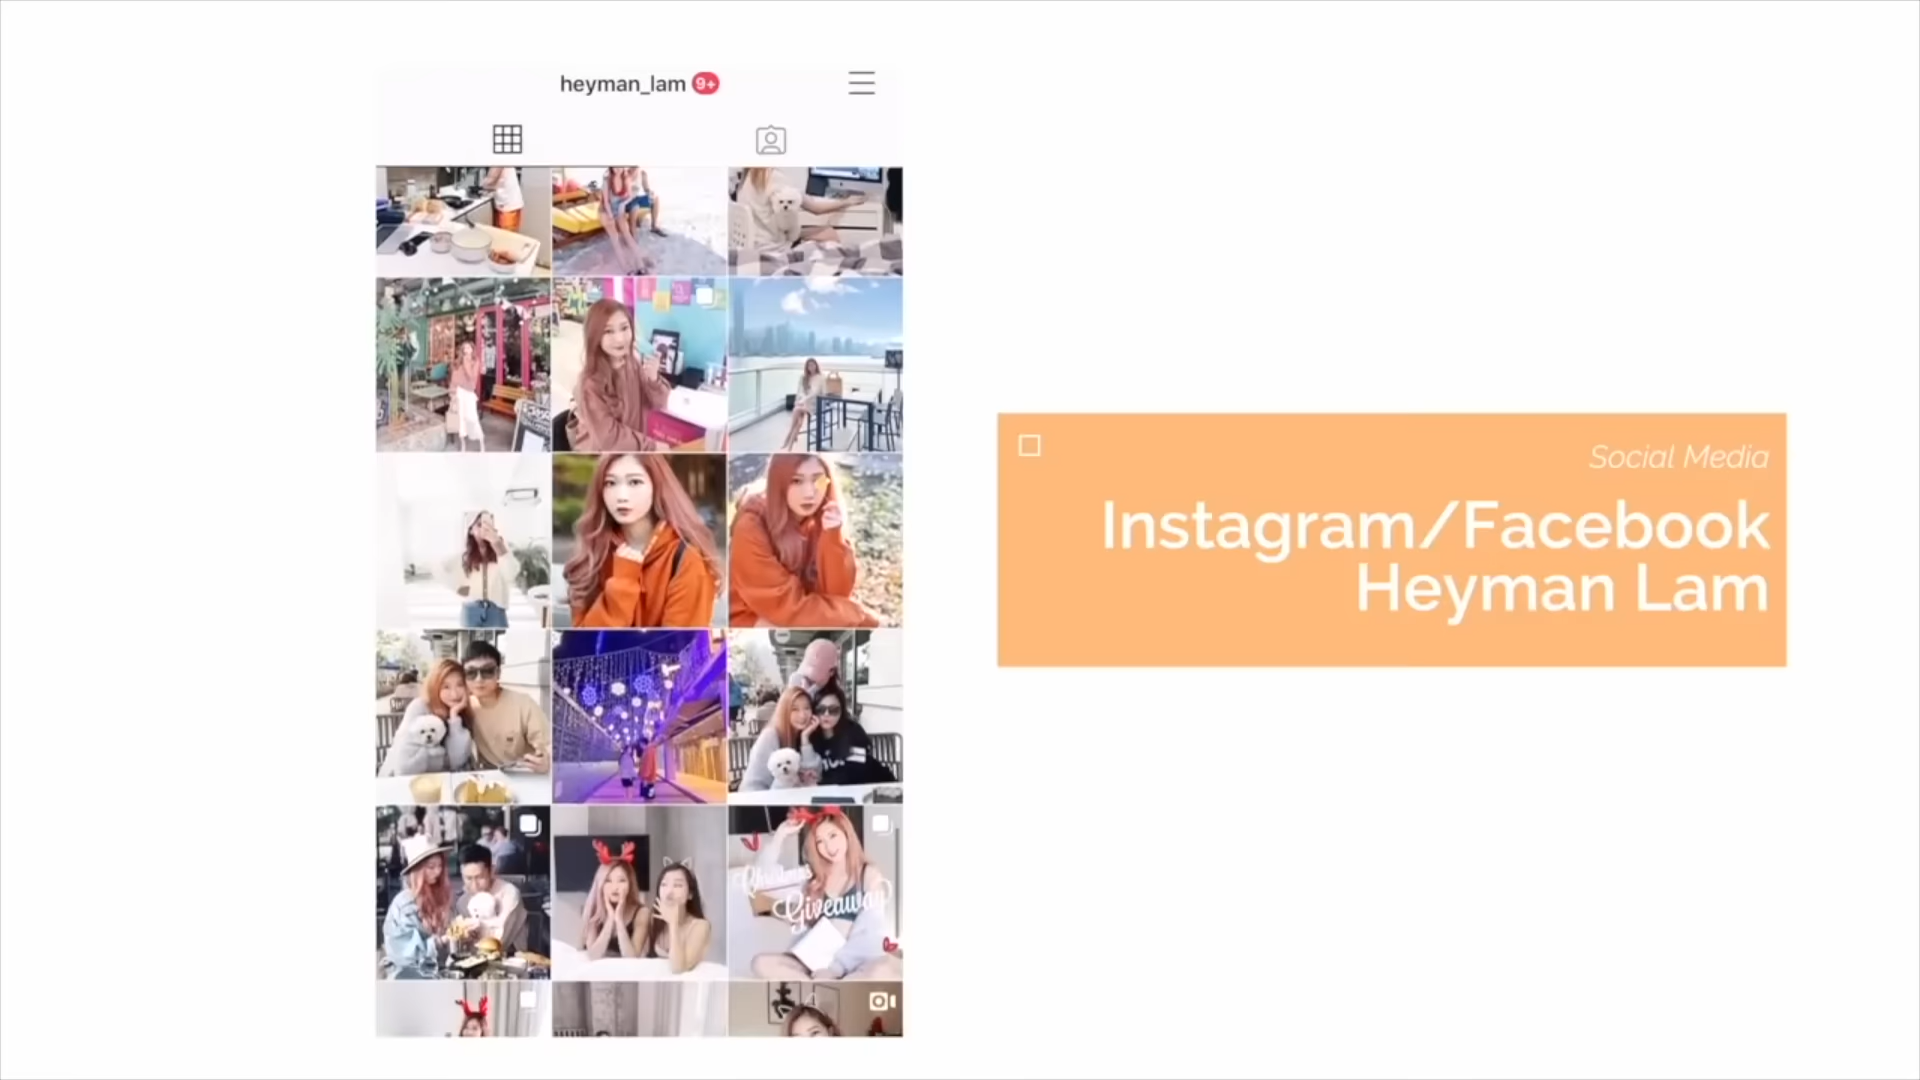 heyman_lam 9+
Christmas
Giveaway
Social Media
Instagram/Facebook
Heyman Lam